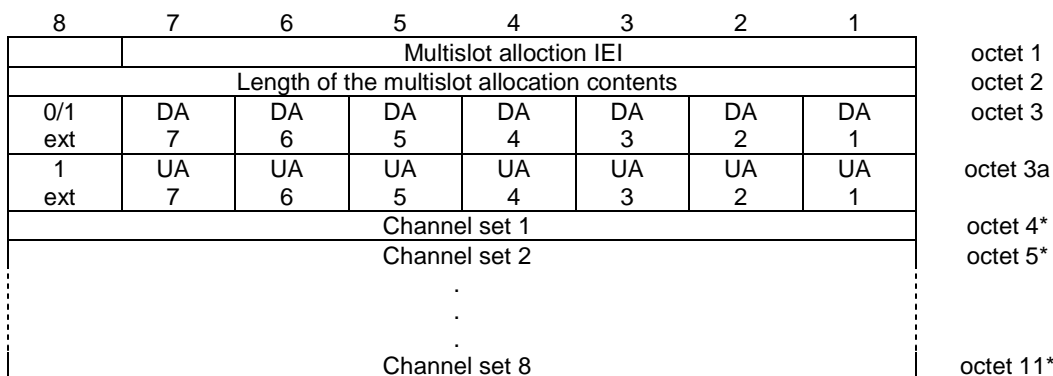 8 7 6 5 4 3 2 1
Multislot alloction IEI octet 1
Length of the multislot allocation contents octet 2
0/1 DA DA DA DA DA DA DA octet 3
ext 7 6 5 4 3 2 1
1 UA UA UA UA UA UA UA octet 3a
ext 7 6 5 4 3 2 1
Channel set 1 octet 4*
Channel set 2 octet 5*
.
.
.
Channel set 8 octet 11*